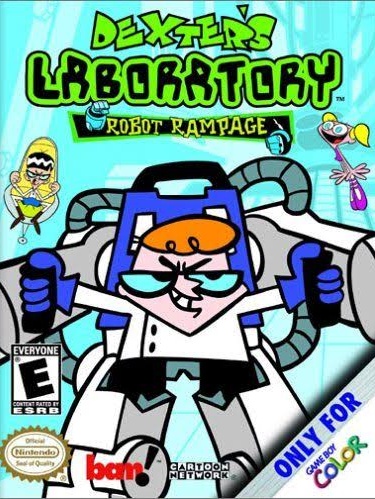 DEXTER'S
LABORATORY™
ROBOT RAMPAGE
EVERYONE
E
CONTENT RATED BY
ESRB
Official
Nintendo
Seal of Quality
bam!
CARTOON
NETWORK
ONLY FOR
GAME BOY
COLOR